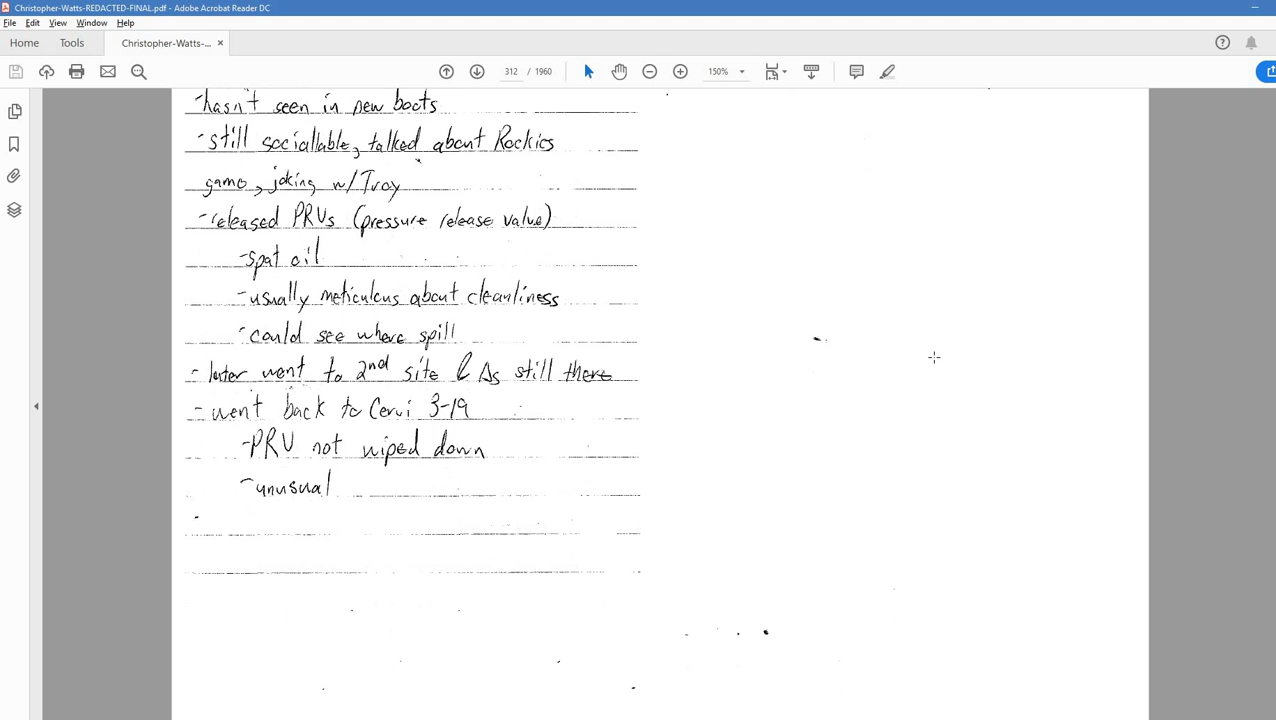 Christopher-Watts-REDACTED-FINAL.pdf - Adobe Acrobat Reader DC
File Edit View Window Help
Home Tools Christopher-Watts-... ×
312 / 1960 150%
-hasn't seen in new boots
-still sociallable, talked about Rockies
game, joking w/Troy
-released PRVs (pressure release value)
-spat oil
-usually meticulus about cleanliness
-could see where spill
-later went to 2nd site & As still there
-went back to Cervi 3-19
-PRV not wiped down
-unusual
-